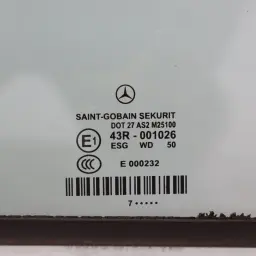 SAINT-GOBAIN SEKURIT
DOT 27 AS2 M25100
E1 43R - 001026
ESG WD 50
CCC E 000232
7 •••••